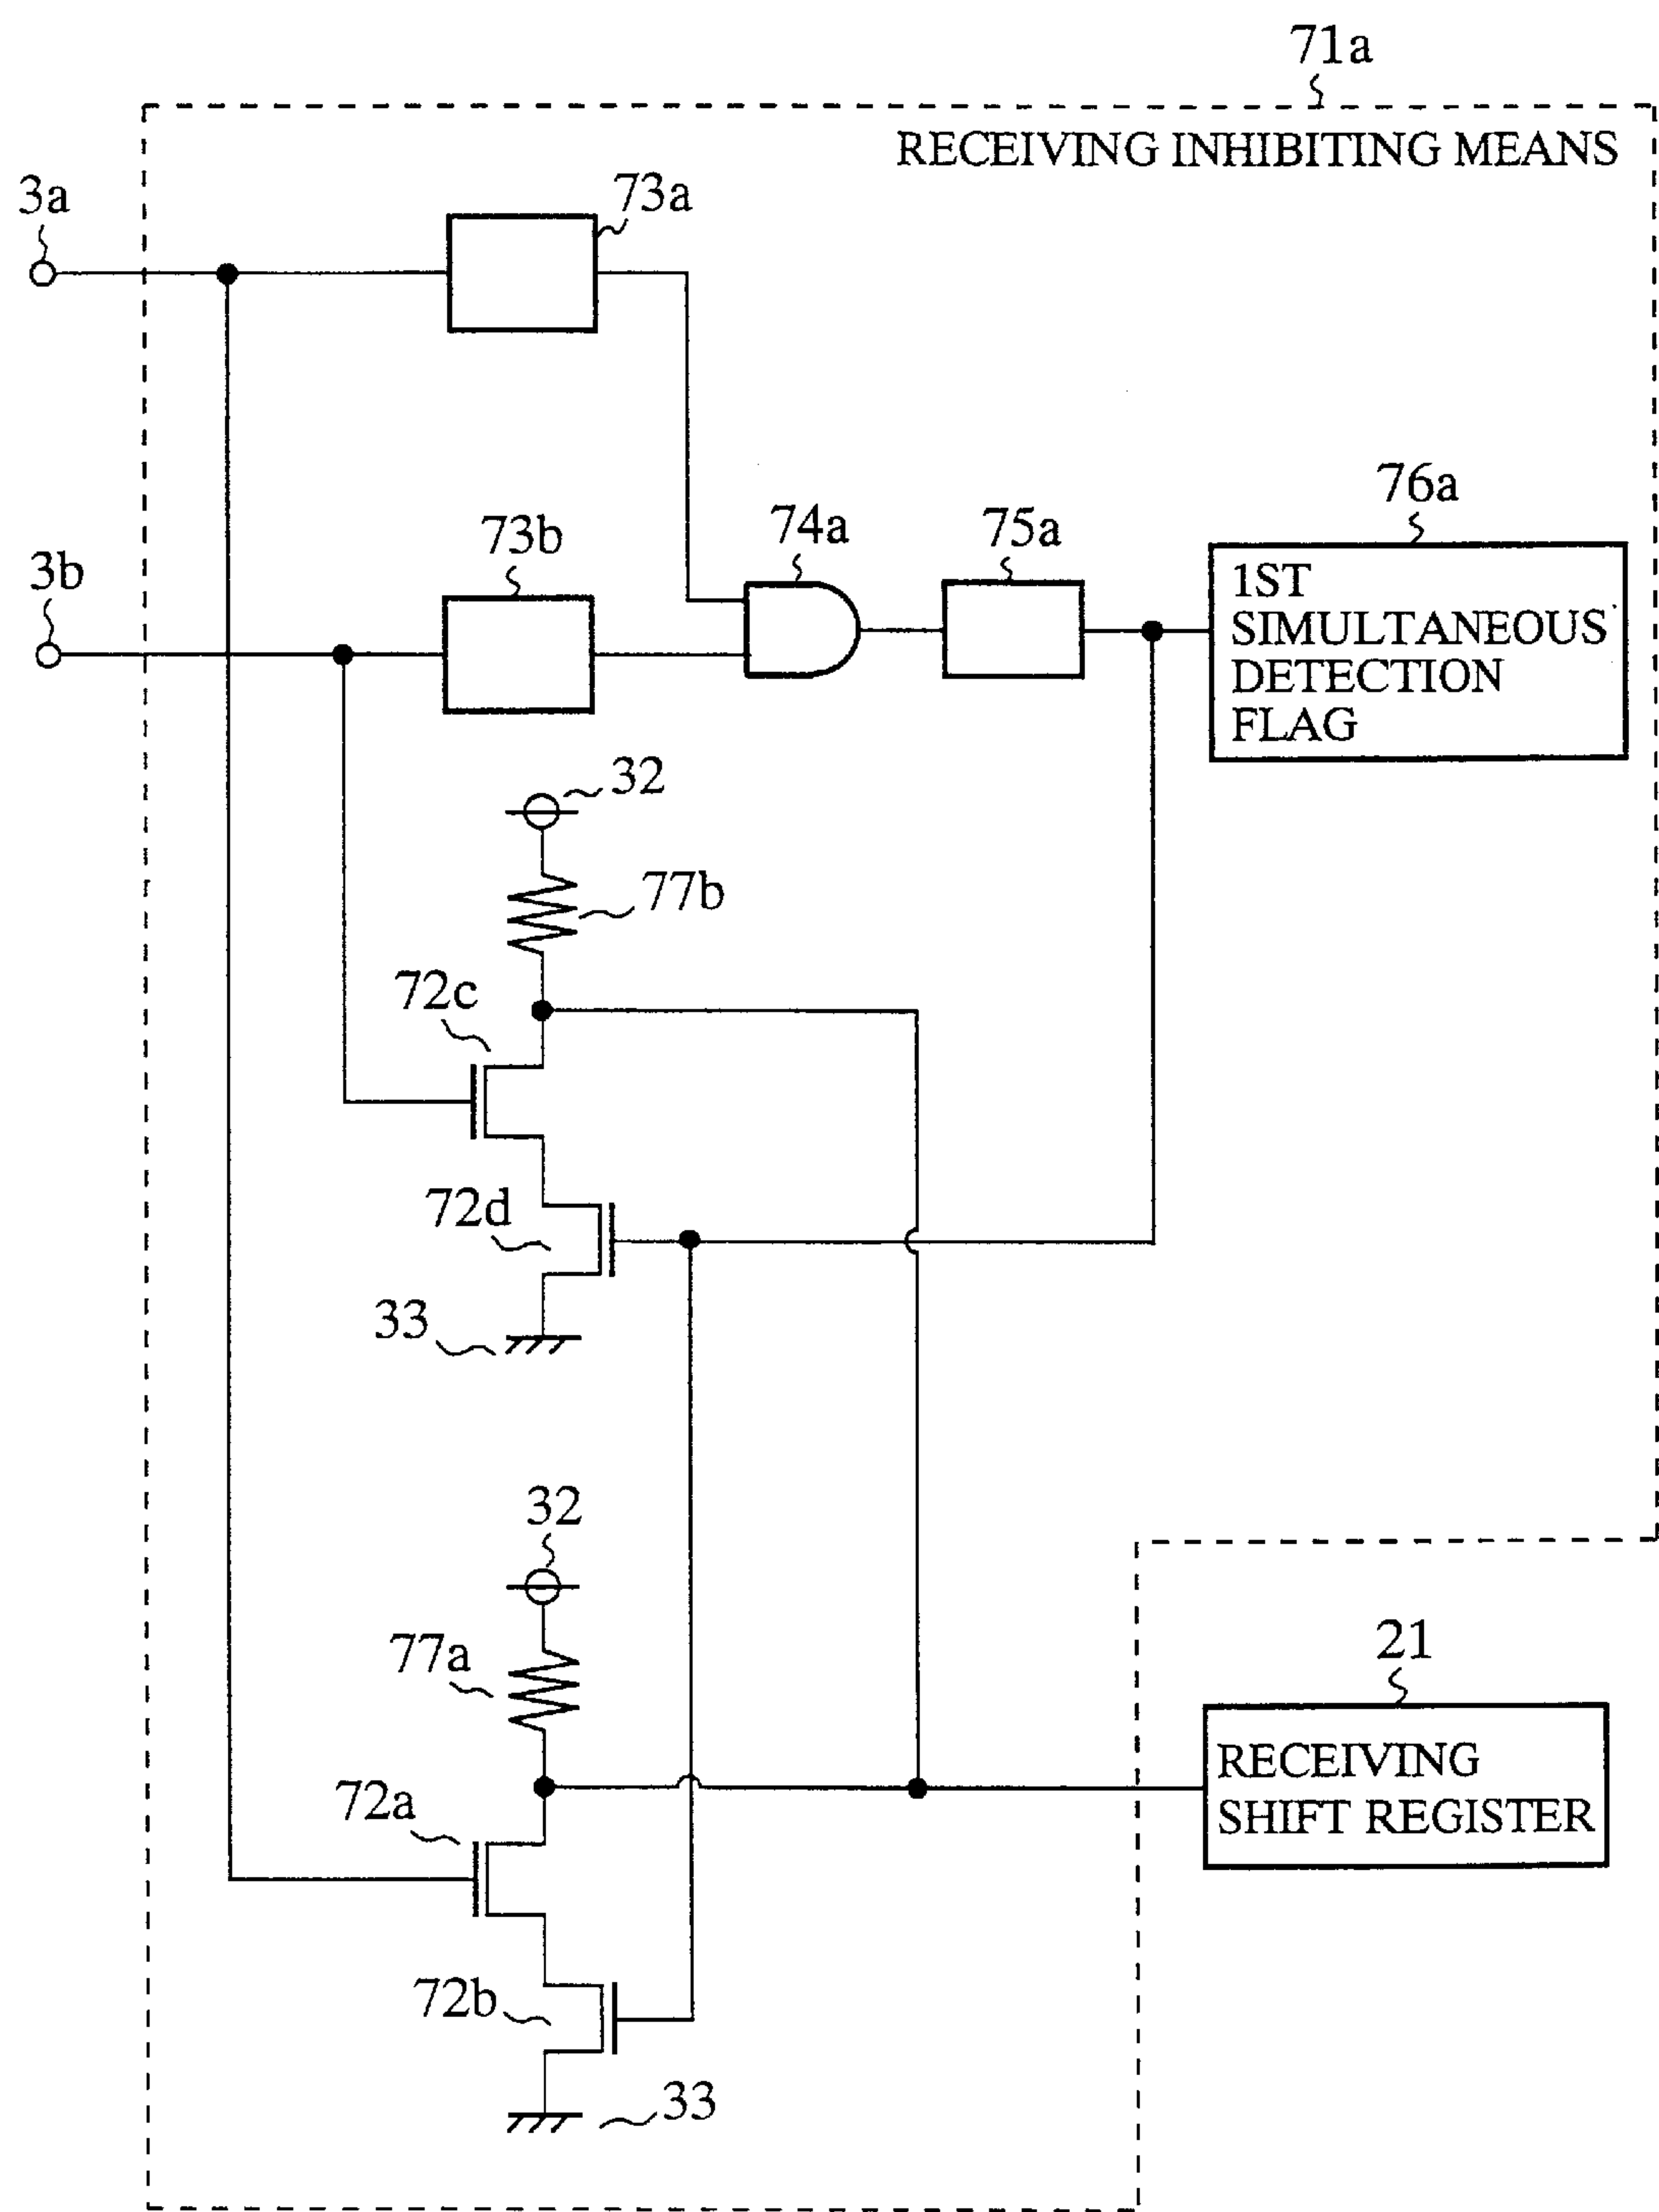 71a
RECEIVING INHIBITING MEANS
3a
73a
3b
73b
74a
75a
76a
1ST
SIMULTANEOUS
DETECTION
FLAG
32
77b
72c
72d
33
32
77a
21
RECEIVING
SHIFT REGISTER
72a
72b
33